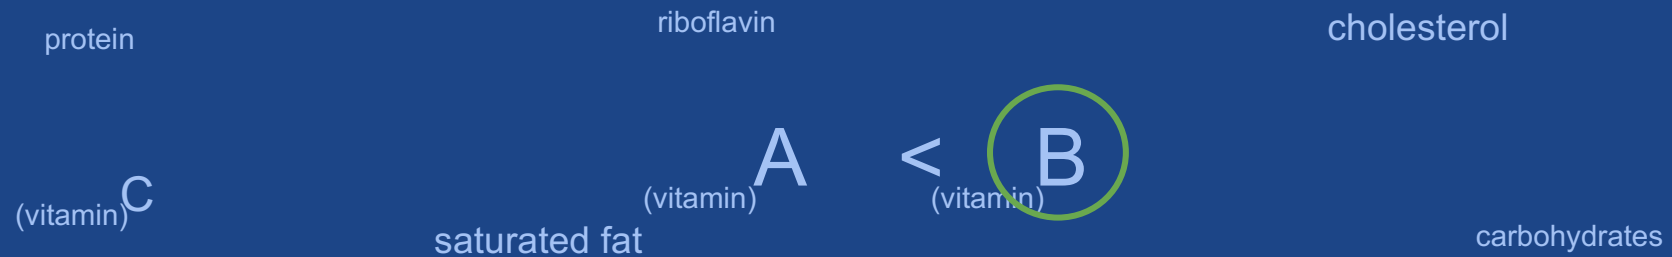 protein
riboflavin
cholesterol
(vitamin) A < (vitamin) B
(vitamin) C
saturated fat
carbohydrates